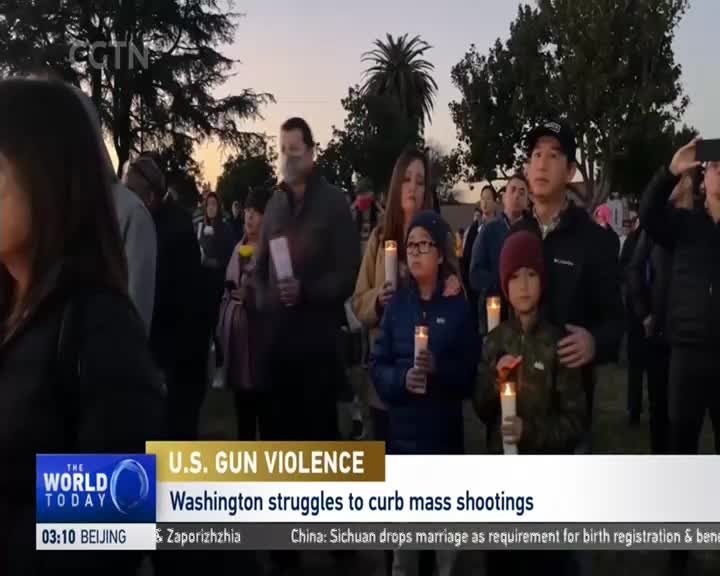 CGTN
U.S. GUN VIOLENCE
THE WORLD TODAY
Washington struggles to curb mass shootings
03:10 BEIJING
& Zaporizhzhia China: Sichuan drops marriage as requirement for birth registration & bene
Columbia